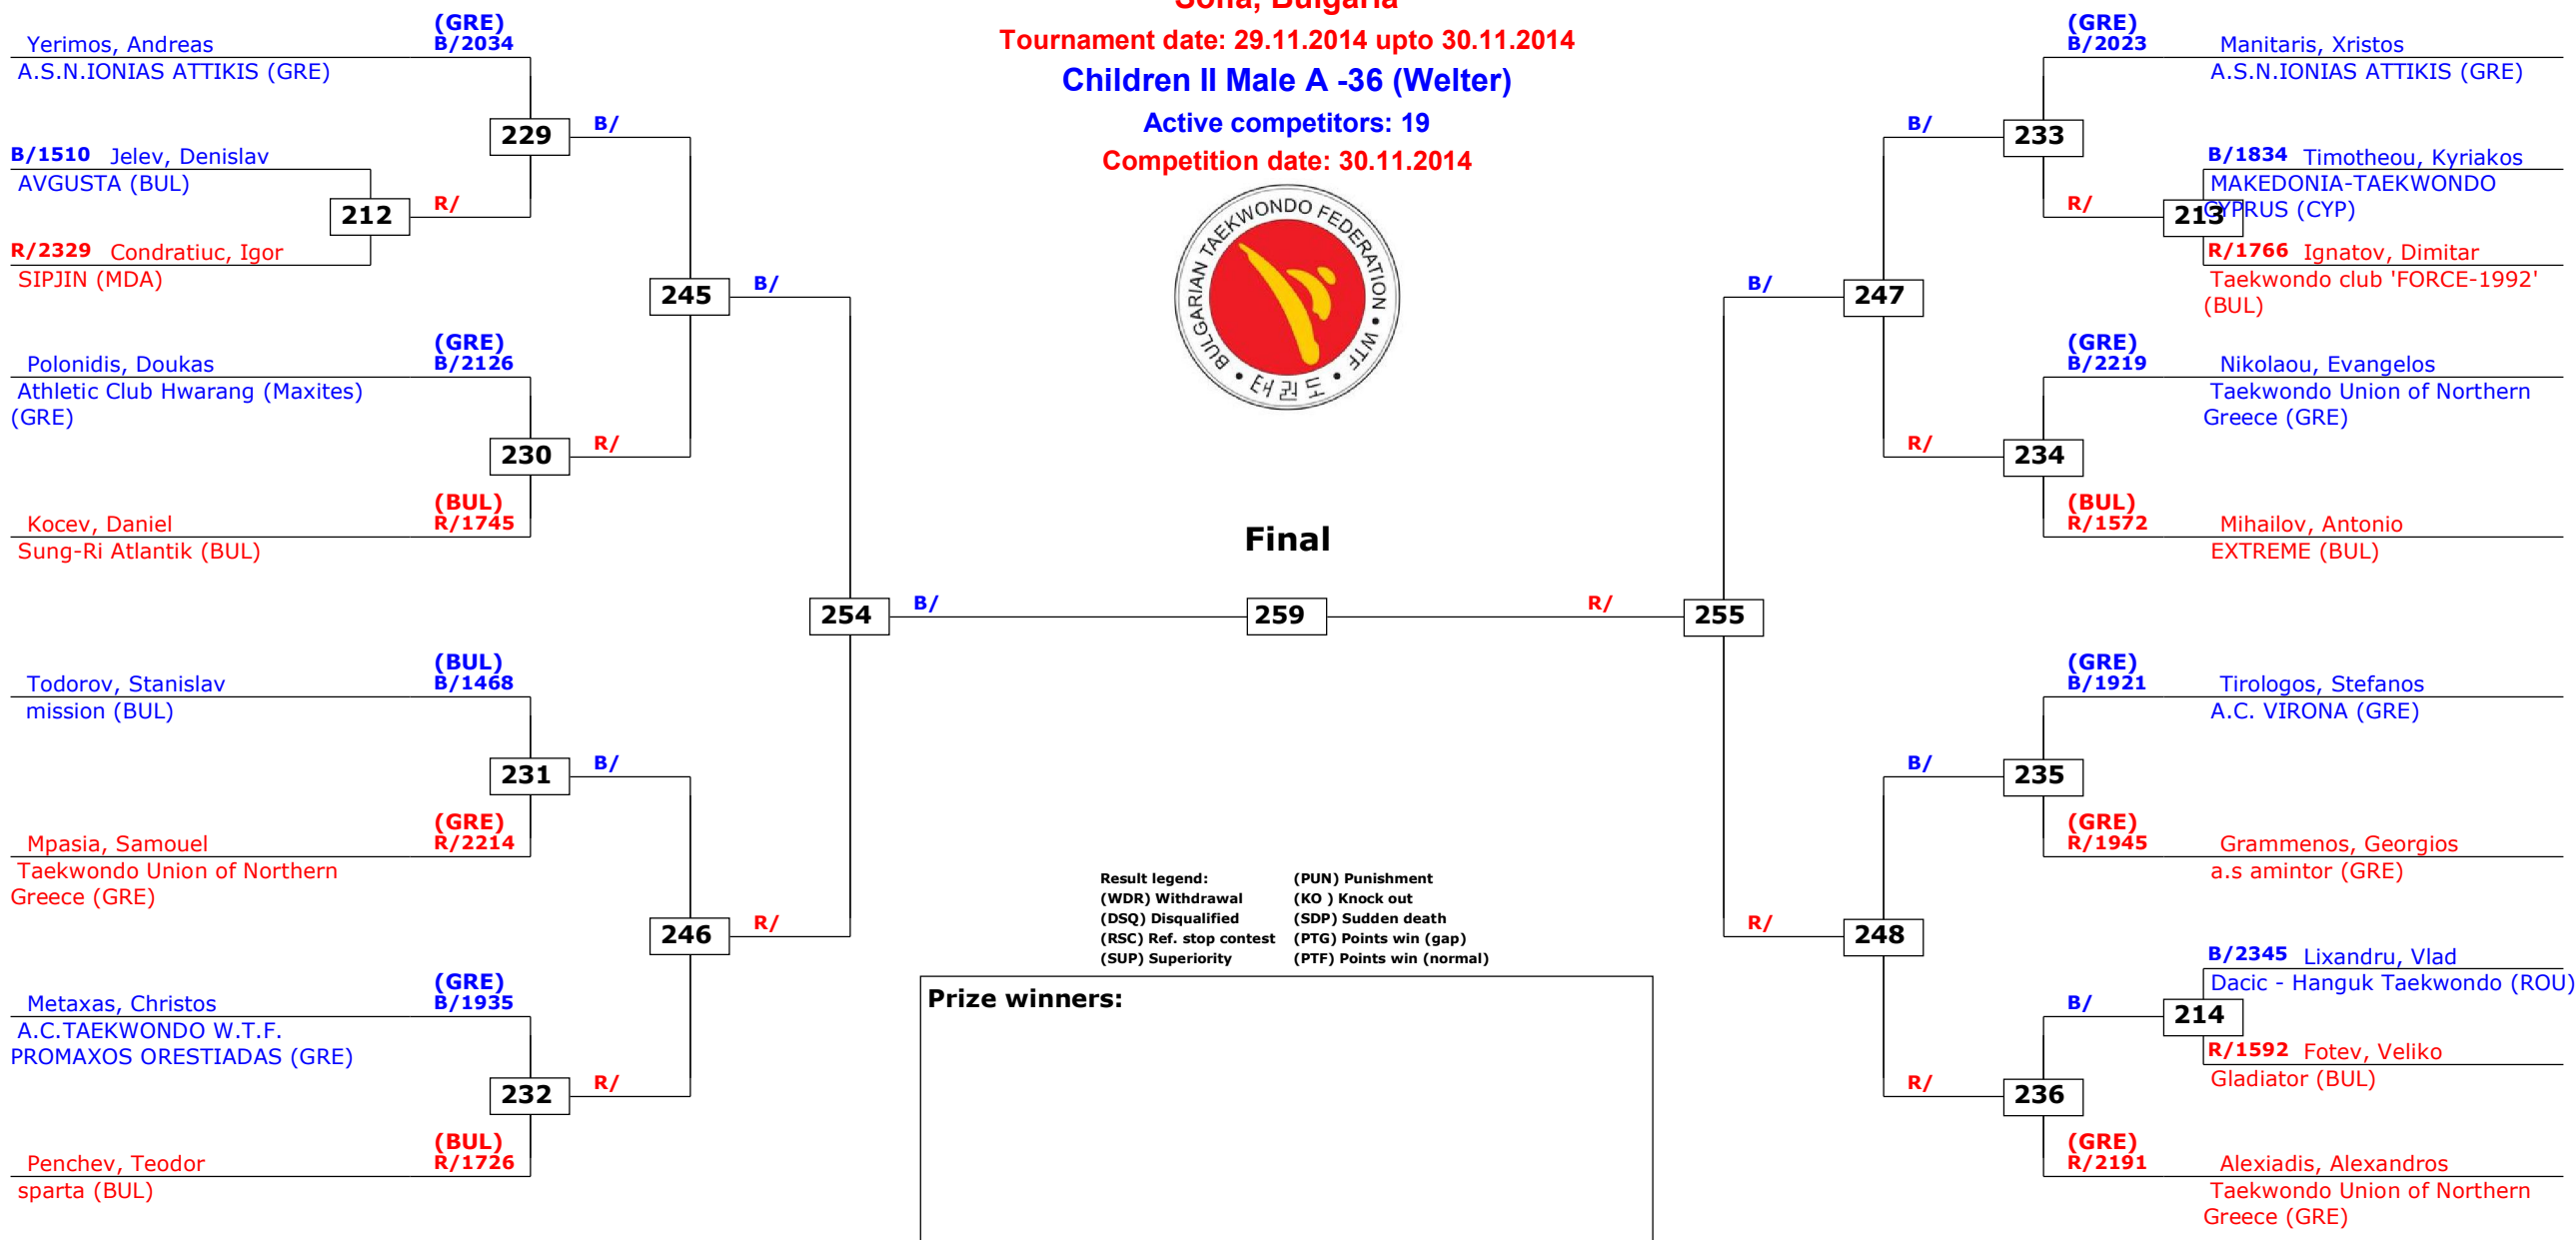 Sofia, Bulgaria
Tournament date: 29.11.2014 upto 30.11.2014
Children II Male A -36 (Welter)
Active competitors: 19
Competition date: 30.11.2014
BULGARIAN TAEKWONDO FEDERATION • WTF •
태권도
(GRE)
Yerimos, Andreas B/2034
A.S.N.IONIAS ATTIKIS (GRE)
229
B/
B/1510 Jelev, Denislav
AVGUSTA (BUL)
212
R/
R/2329 Condratiuc, Igor
SIPJIN (MDA)
245
B/
(GRE)
Polonidis, Doukas B/2126
Athletic Club Hwarang (Maxites)
(GRE)
230
R/
(BUL)
Kocev, Daniel R/1745
Sung-Ri Atlantik (BUL)
254
B/
(BUL)
Todorov, Stanislav B/1468
mission (BUL)
231
B/
(GRE)
Mpasia, Samouel R/2214
Taekwondo Union of Northern
Greece (GRE)
246
R/
(GRE)
Metaxas, Christos B/1935
A.C.TAEKWONDO W.T.F.
PROMAXOS ORESTIADAS (GRE)
232
R/
(BUL)
Penchev, Teodor R/1726
sparta (BUL)
Final
259
R/
255
(GRE)
B/2023 Manitaris, Xristos
A.S.N.IONIAS ATTIKIS (GRE)
B/
233
B/1834 Timotheou, Kyriakos
MAKEDONIA-TAEKWONDO
CYPRUS (CYP)
R/
213
R/1766 Ignatov, Dimitar
Taekwondo club 'FORCE-1992'
(BUL)
B/
247
(GRE)
B/2219 Nikolaou, Evangelos
Taekwondo Union of Northern
Greece (GRE)
R/
234
(BUL)
R/1572 Mihailov, Antonio
EXTREME (BUL)
(GRE)
B/1921 Tirologos, Stefanos
A.C. VIRONA (GRE)
B/
235
(GRE)
R/1945 Grammenos, Georgios
a.s amintor (GRE)
R/
248
B/2345 Lixandru, Vlad
Dacic - Hanguk Taekwondo (ROU)
B/
214
R/1592 Fotev, Veliko
Gladiator (BUL)
R/
236
(GRE)
R/2191 Alexiadis, Alexandros
Taekwondo Union of Northern
Greece (GRE)
Result legend: (PUN) Punishment
(WDR) Withdrawal (KO ) Knock out
(DSQ) Disqualified (SDP) Sudden death
(RSC) Ref. stop contest (PTG) Points win (gap)
(SUP) Superiority (PTF) Points win (normal)
Prize winners: